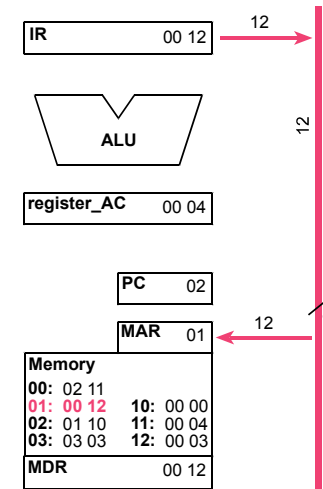 IR 00 12
12
12
ALU
register_AC 00 04
PC 02
MAR 01
12
Memory
00: 02 11
01: 00 12 10: 00 00
02: 01 10 11: 00 04
03: 03 03 12: 00 03
MDR 00 12